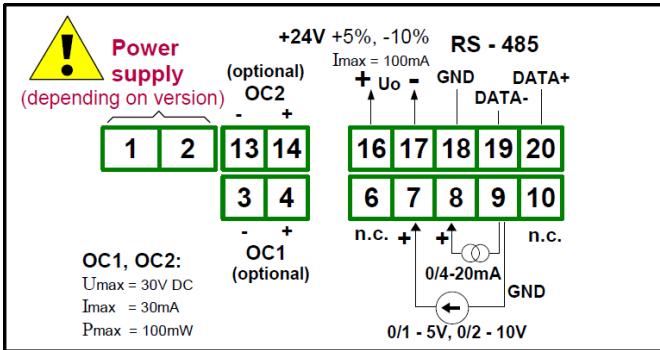 +24V +5%, -10%
Imax = 100mA
RS - 485
Power
supply
(depending on version)
(optional)
OC2
- +
+ Uo -
GND
DATA-
DATA+
1 2 13 14 16 17 18 19 20
3 4 6 7 8 9 10
- +
OC1
(optional)
n.c. + + n.c.
0/4-20mA
GND
0/1 - 5V, 0/2 - 10V
OC1, OC2:
Umax = 30V DC
Imax = 30mA
Pmax = 100mW